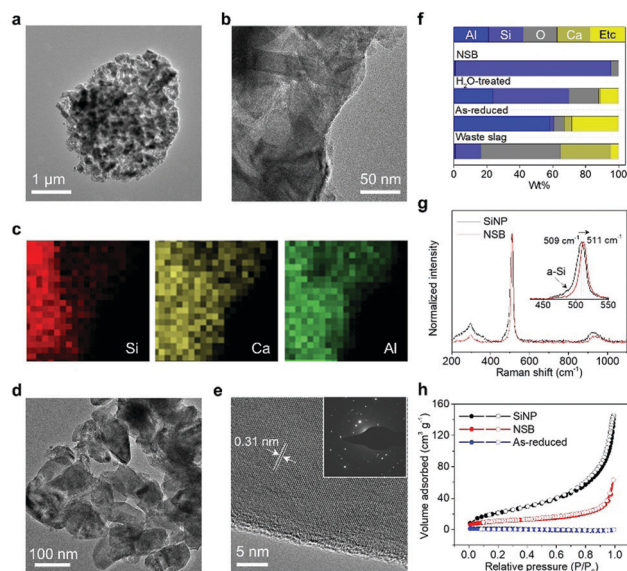 a
1 µm
b
50 nm
c
Si
Ca
Al
d
100 nm
e
0.31 nm
5 nm
f
Al Si O Ca Etc
NSB
H2O-treated
As-reduced
Waste slag
0 20 40 60 80 100
Wt%
g
SiNP
NSB
509 cm-1 511 cm-1
a-Si
450 500 550
Normalized intensity
200 400 600 800 1000
Raman shift (cm-1)
h
SiNP
NSB
As-reduced
160
120
80
40
0
Volume adsorbed (cm3 g-1)
0.0 0.2 0.4 0.6 0.8 1.0
Relative pressure (P/P0)